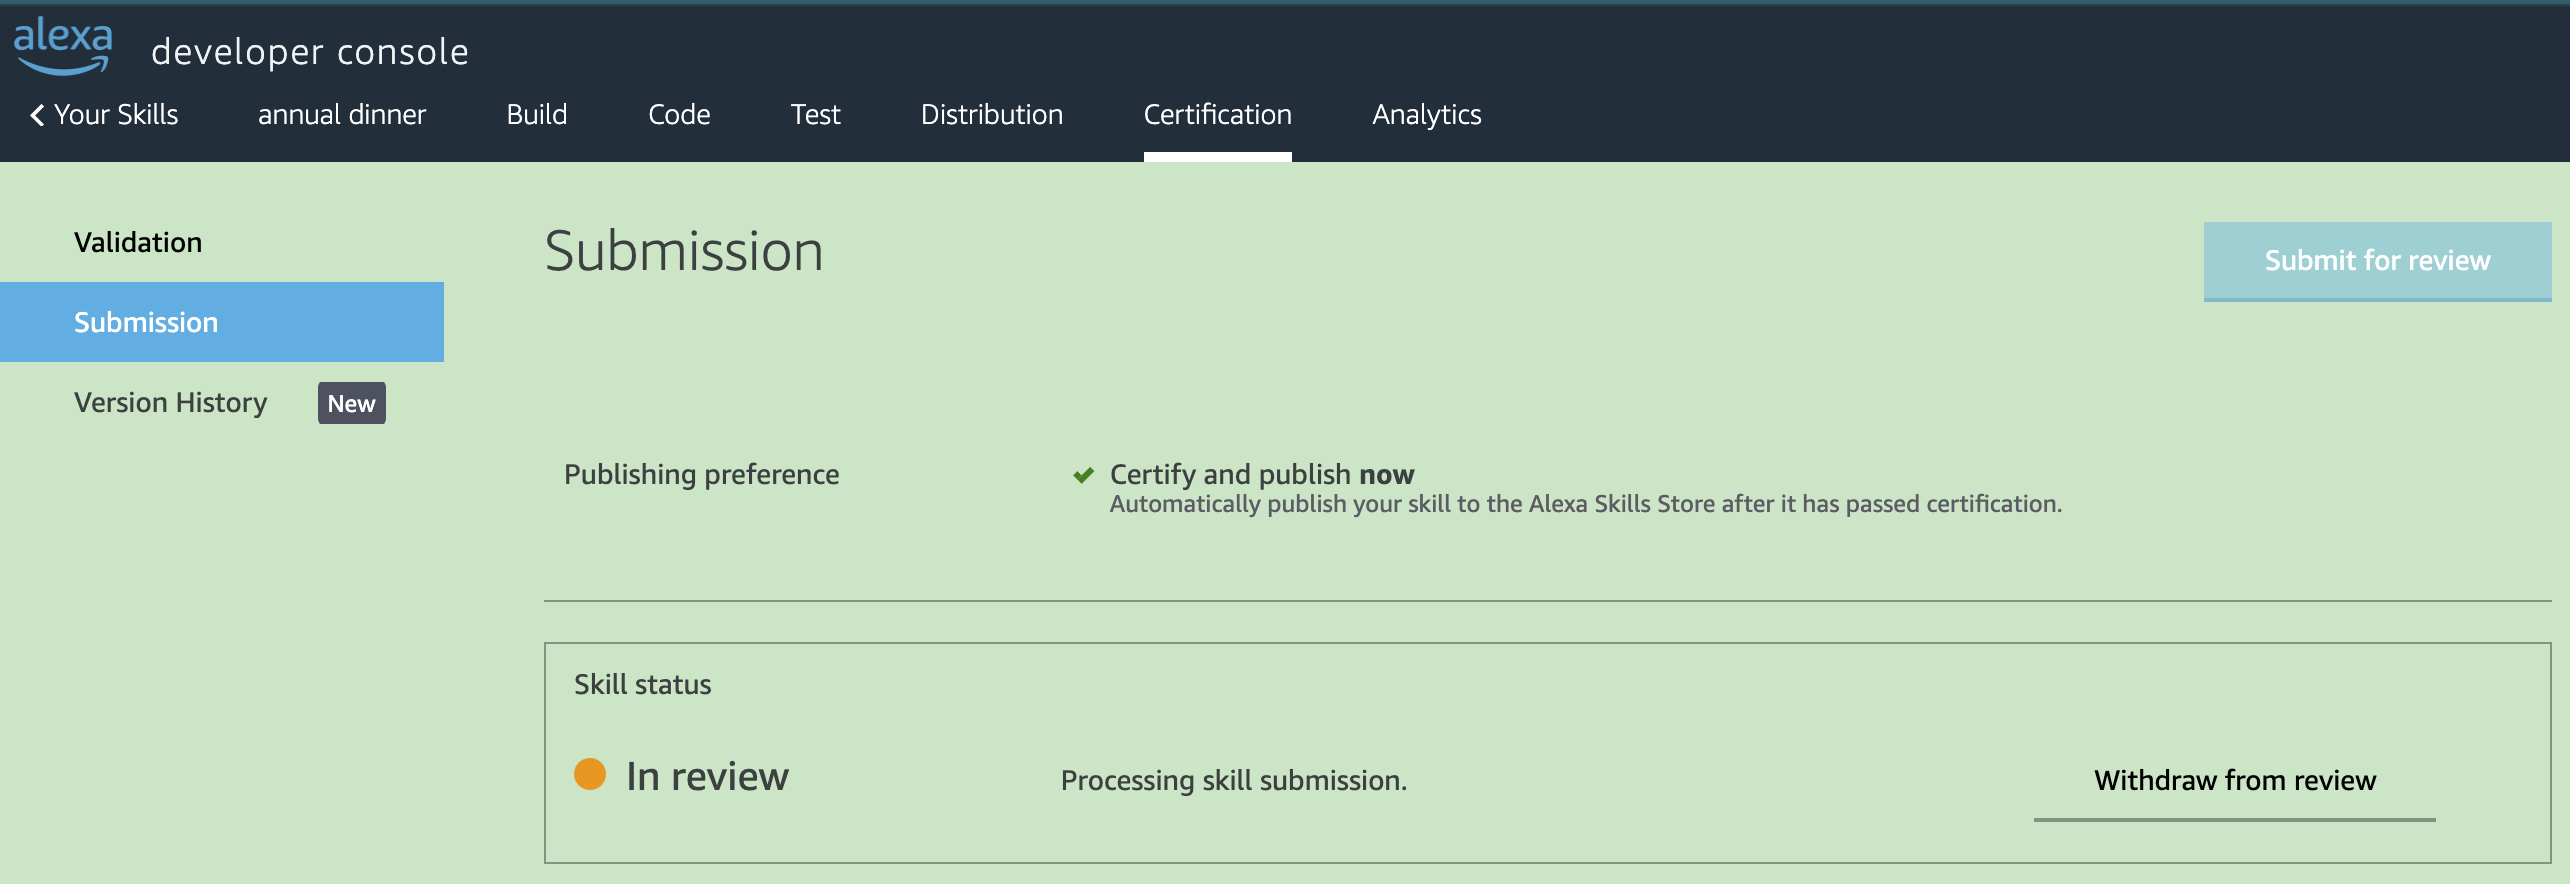 alexa
developer console
Your Skills annual dinner Build Code Test Distribution Certification Analytics
Validation
Submission
Version History New
Submission
Submit for review
Publishing preference
Certify and publish now
Automatically publish your skill to the Alexa Skills Store after it has passed certification.
Skill status
In review
Processing skill submission.
Withdraw from review